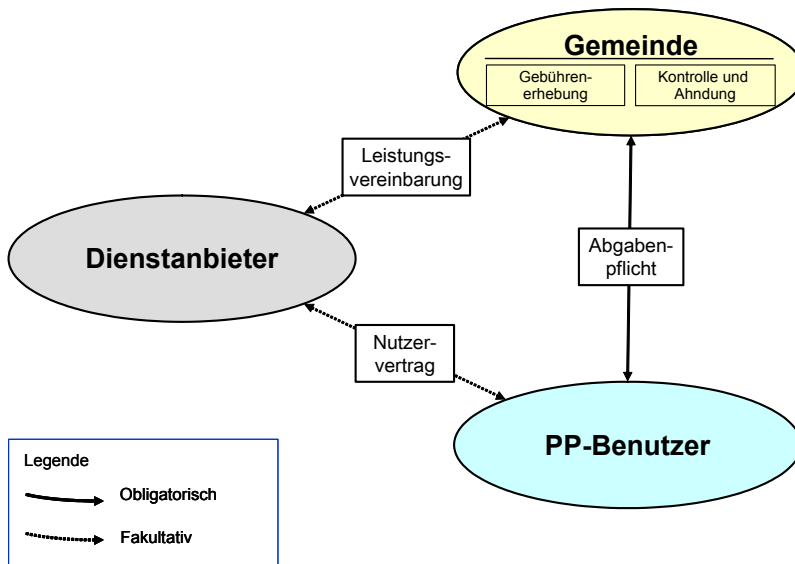 Gemeinde
Gebühren-
erhebung
Kontrolle und
Ahndung
Leistungs-
vereinbarung
Dienstanbieter
Abgaben-
pflicht
Nutzer-
vertrag
PP-Benutzer
Legende
Obligatorisch
Fakultativ